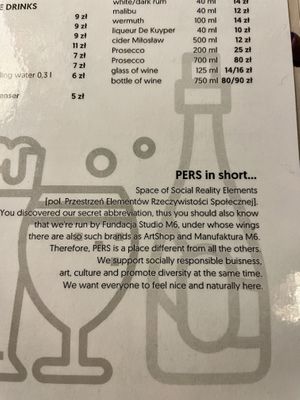 E DRINKS
9 zł
9 zł
9 zł
11 zł
7 zł
7 zł
ling water 0,3 l 6 zł
enser 5 zł
white/dark rum 40 ml 14 zł
malibu 40 ml 12 zł
wermuth 100 ml 14 zł
liqueur De Kuyper 40 ml 10 zł
cider Miłosław 500 ml 12 zł
Prosecco 200 ml 25 zł
Prosecco 700 ml 80 zł
glass of wine 125 ml 14/16 zł
bottle of wine 750 ml 80/90 zł
PERS in short...
Space of Social Reality Elements
[pol. Przestrzeń Elementów Rzeczywistości Społecznej].
You discovered our secret abbreviation, thus you should also know
that we're run by Fundacja Studio M6, under whose wings
there are also such brands as ArtShop and Manufaktura M6.
Therefore, PERS is a place different from all the others.
We support socially responsible buisness,
art, culture and promote diversity at the same time.
We want everyone to feel nice and naturally here.